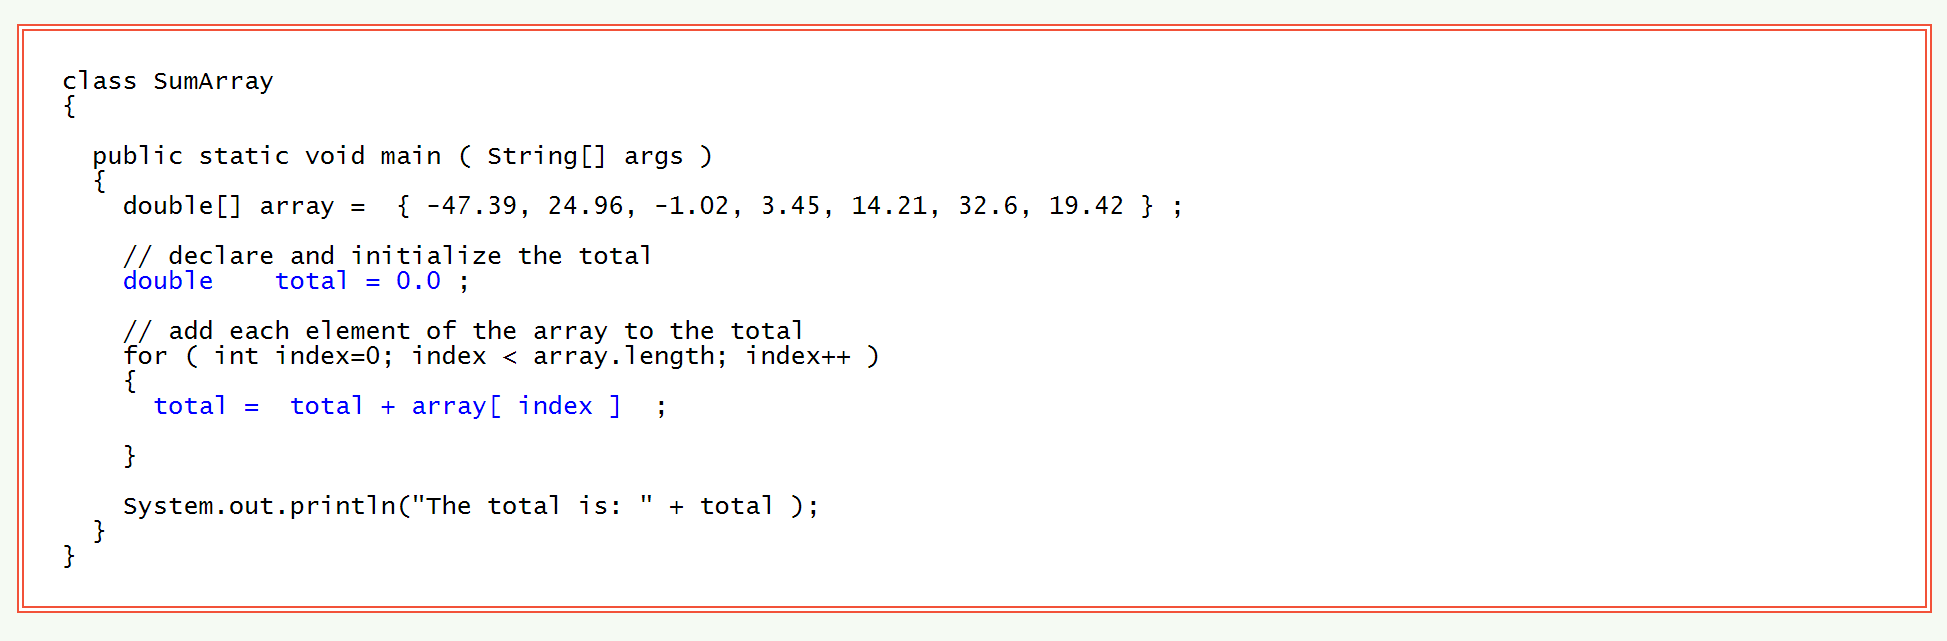 class SumArray
{
public static void main ( String[] args )
{
double[] array =  { -47.39, 24.96, -1.02, 3.45, 14.21, 32.6, 19.42 } ;
// declare and initialize the total
double    total = 0.0 ;
// add each element of the array to the total
for ( int index=0; index < array.length; index++ )
{
total =  total + array[ index ]  ;
}
System.out.println("The total is: " + total );
}
}